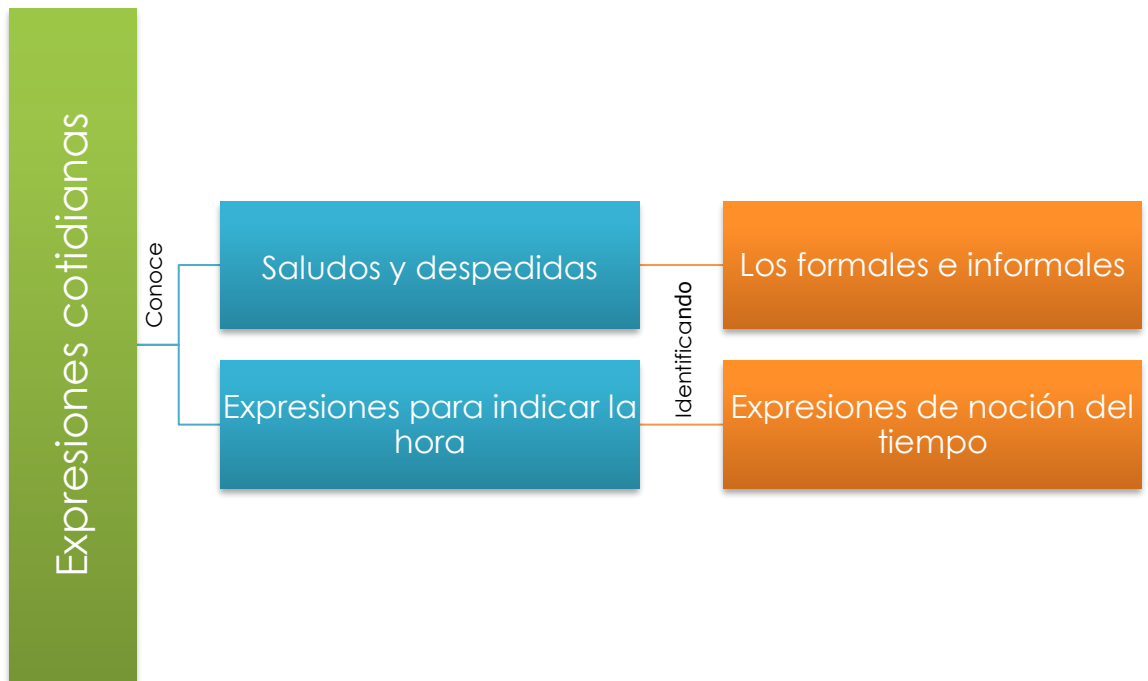 Expresiones cotidianas
Conoce
Saludos y despedidas
Expresiones para indicar la
hora
Identificando
Los formales e informales
Expresiones de noción del
tiempo